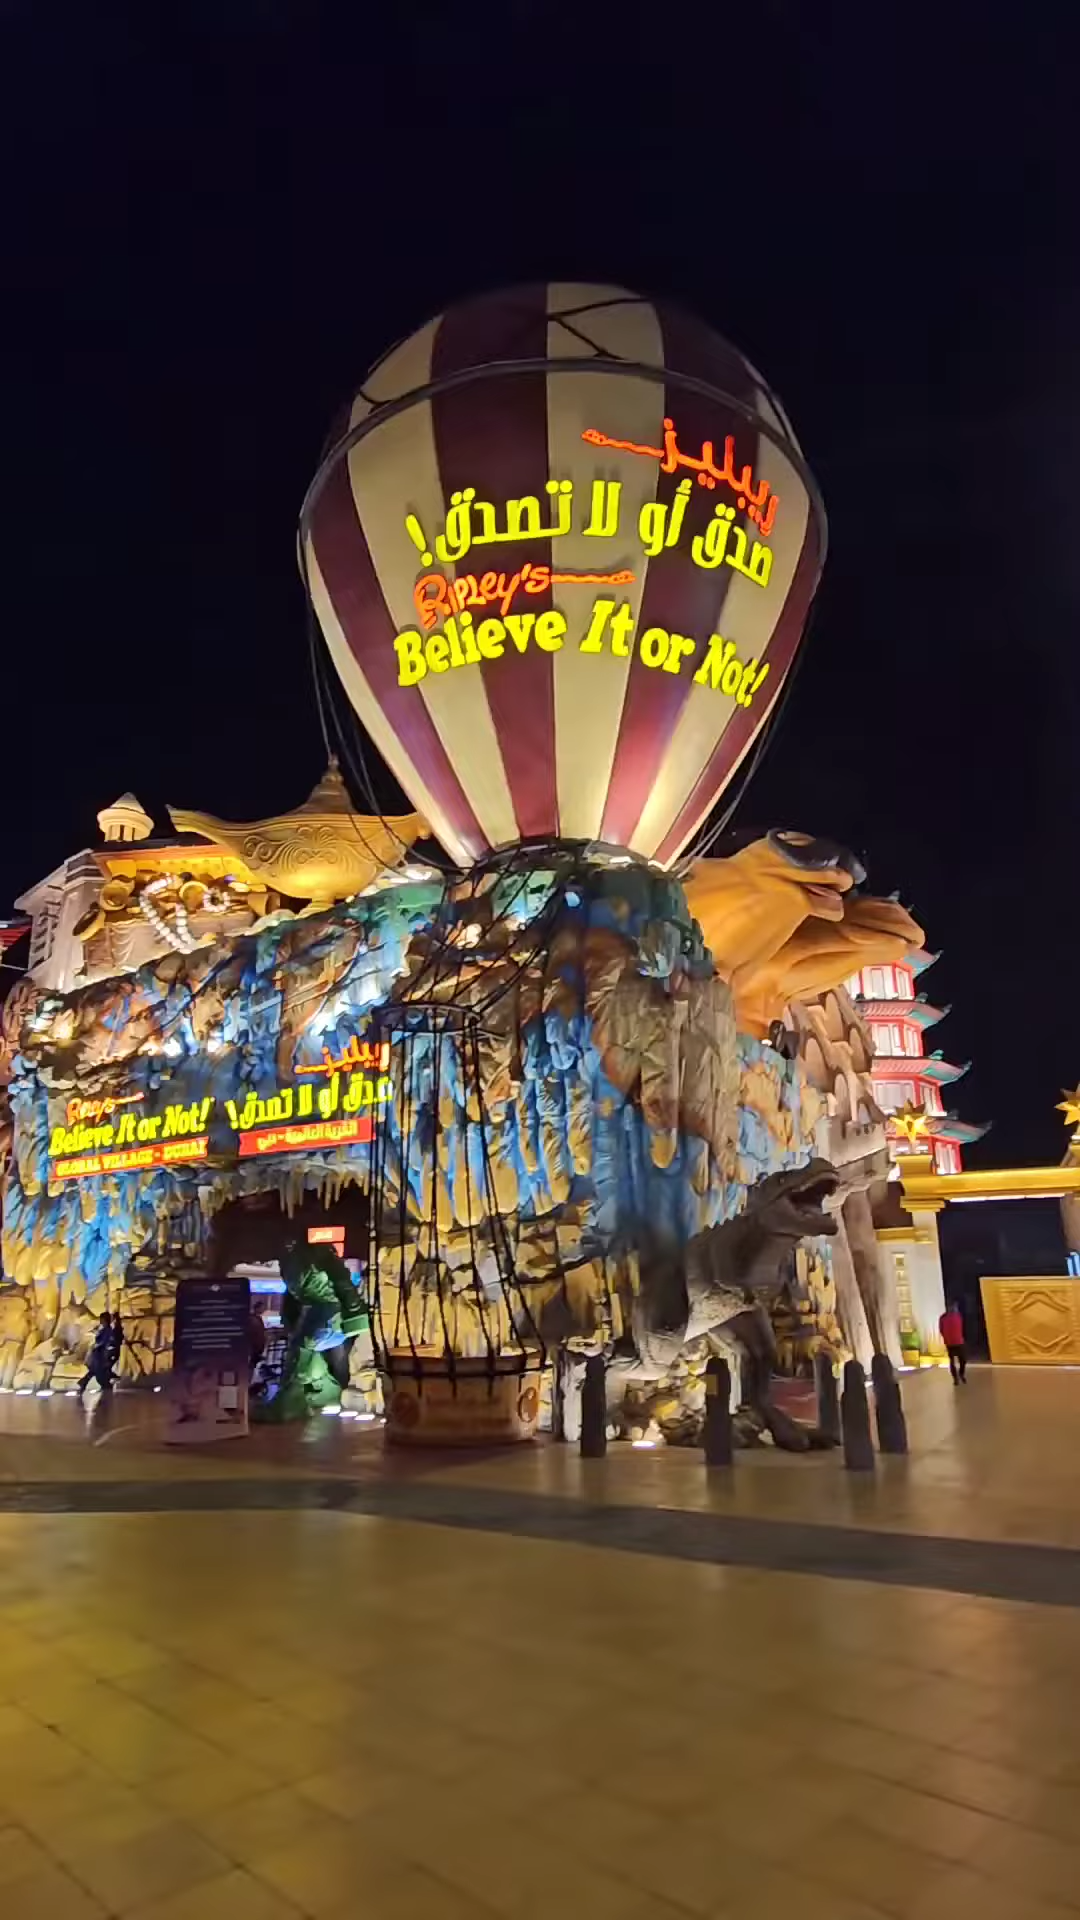 ريبليز
صدق أو لا تصدق!
Ripley's
Believe It or Not!
Ripley's
Believe It or Not!
GLOBAL VILLAGE - DUBAI
ريبليز
صدق أو لا تصدق!
القرية العالمية - دبي